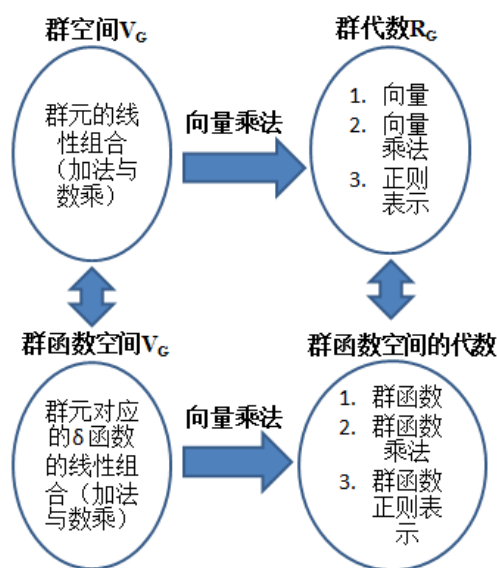 群空间VG
群代数RG
群元的线
性组合
（加法与
数乘）
向量乘法
1. 向量
2. 向量
乘法
3. 正则
表示
群函数空间VG
群函数空间的代数
群元对应
的δ函数
的线性组
合（加法
与数乘）
向量乘法
1. 群函数
2. 群函数
乘法
3. 群函数
正则表
示